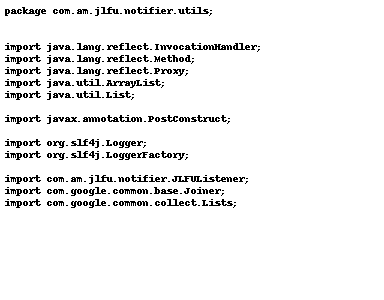 package com.am.jlfu.notifier.utils;
import java.lang.reflect.InvocationHandler;
import java.lang.reflect.Method;
import java.lang.reflect.Proxy;
import java.util.ArrayList;
import java.util.List;
import javax.annotation.PostConstruct;
import org.slf4j.Logger;
import org.slf4j.LoggerFactory;
import com.am.jlfu.notifier.JLFUListener;
import com.google.common.base.Joiner;
import com.google.common.collect.Lists;